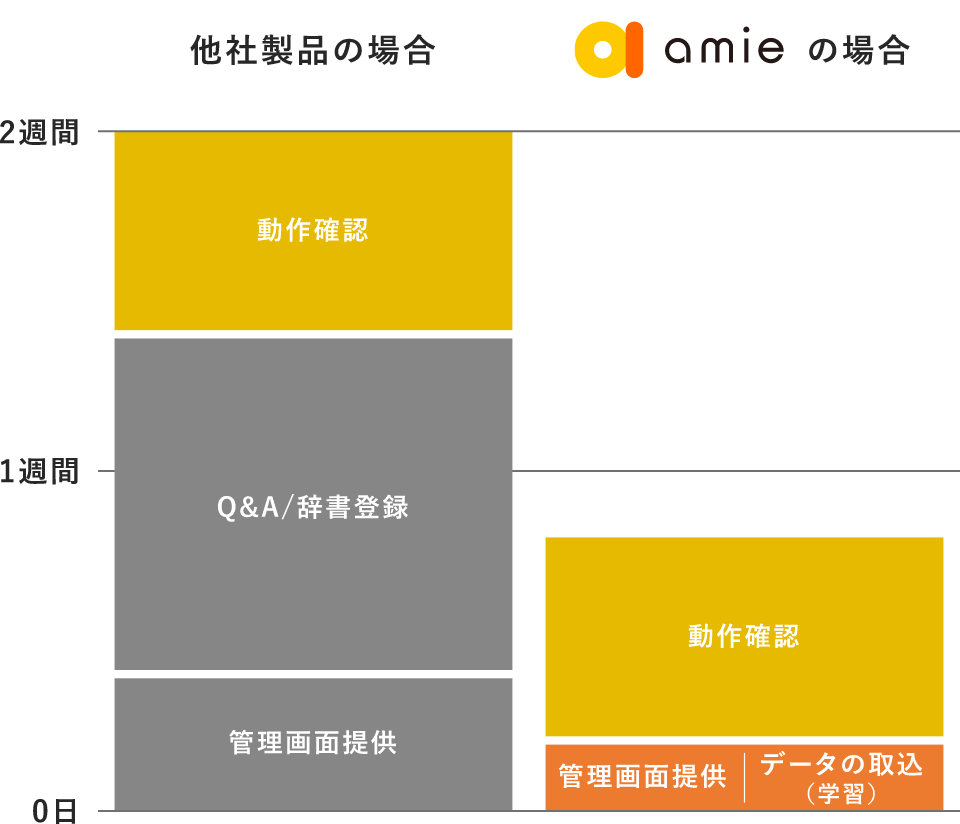 他社製品の場合
amie の場合
2週間
動作確認
1週間
Q&A/辞書登録
動作確認
管理画面提供
管理画面提供
データの取込
（学習）
0日